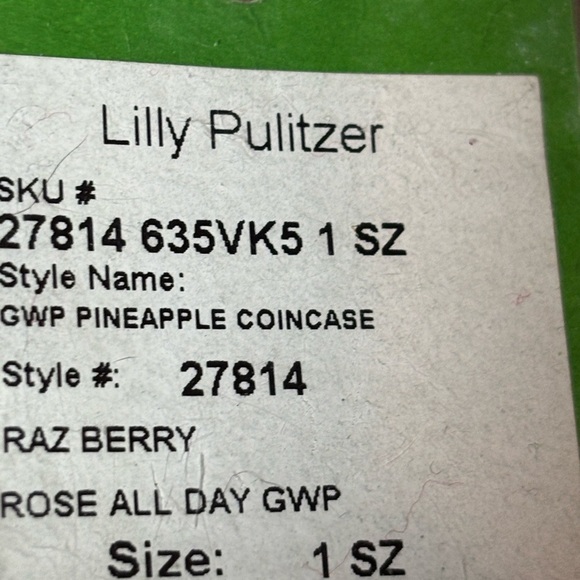 Lilly Pulitzer
SKU #
27814 635VK5 1 SZ
Style Name:
GWP PINEAPPLE COINCASE
Style #: 27814
RAZ BERRY
ROSE ALL DAY GWP
Size: 1 SZ